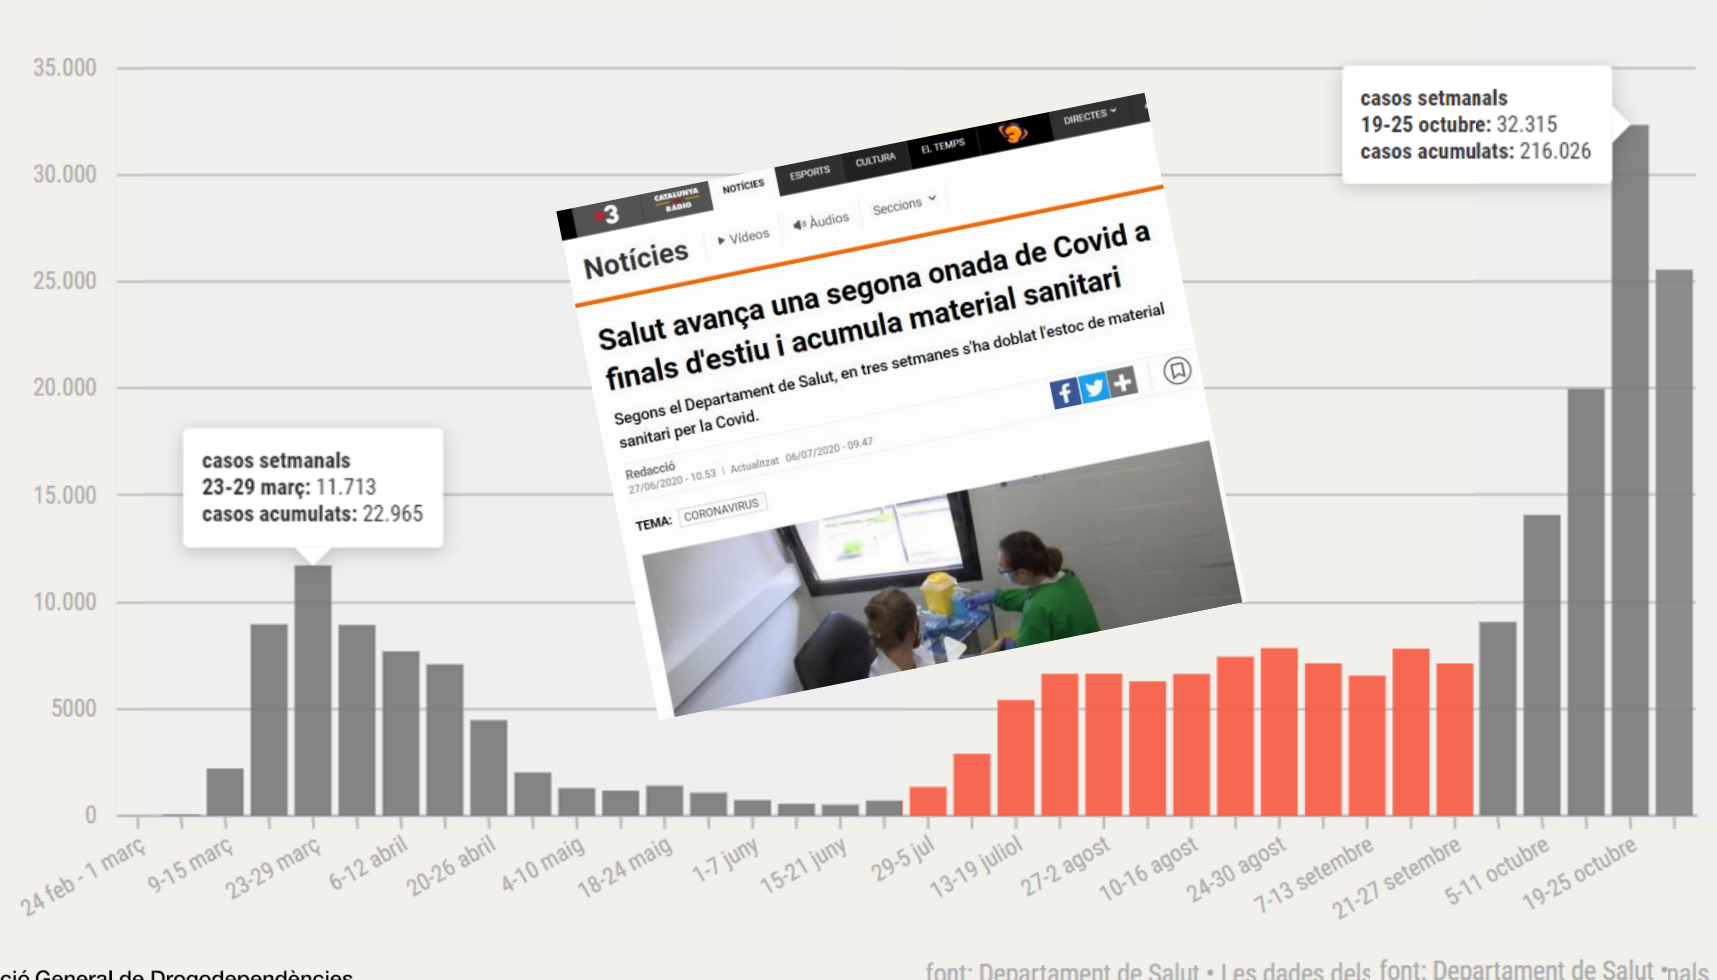 35.000
30.000
25.000
20.000
15.000
10.000
5000
0
casos setmanals
23-29 març: 11.713
casos acumulats: 22.965
3
CATALUNYA
RÀDIO
NOTÍCIES
ESPORTS
CULTURA
EL TEMPS
DIRECTES
Notícies
Vídeos
Àudios
Seccions
Salut avança una segona onada de Covid a
finals d'estiu i acumula material sanitari
Segons el Departament de Salut, en tres setmanes s'ha doblat l'estoc de material
sanitari per la Covid.
Redacció
27/06/2020 - 10.53 | Actualitzat 06/07/2020 - 09.47
TEMA: CORONAVIRUS
casos setmanals
19-25 octubre: 32.315
casos acumulats: 216.026
24 feb - 1 març
9-15 març
23-29 març
6-12 abril
20-26 abril
4-10 maig
18-24 maig
1-7 juny
15-21 juny
29-5 jul
13-19 juliol
27-2 agost
10-16 agost
24-30 agost
7-13 setembre
21-27 setembre
5-11 octubre
19-25 octubre
ció General de Drogodependències
font: Departament de Salut • Les dades dels
font: Departament de Salut • nals